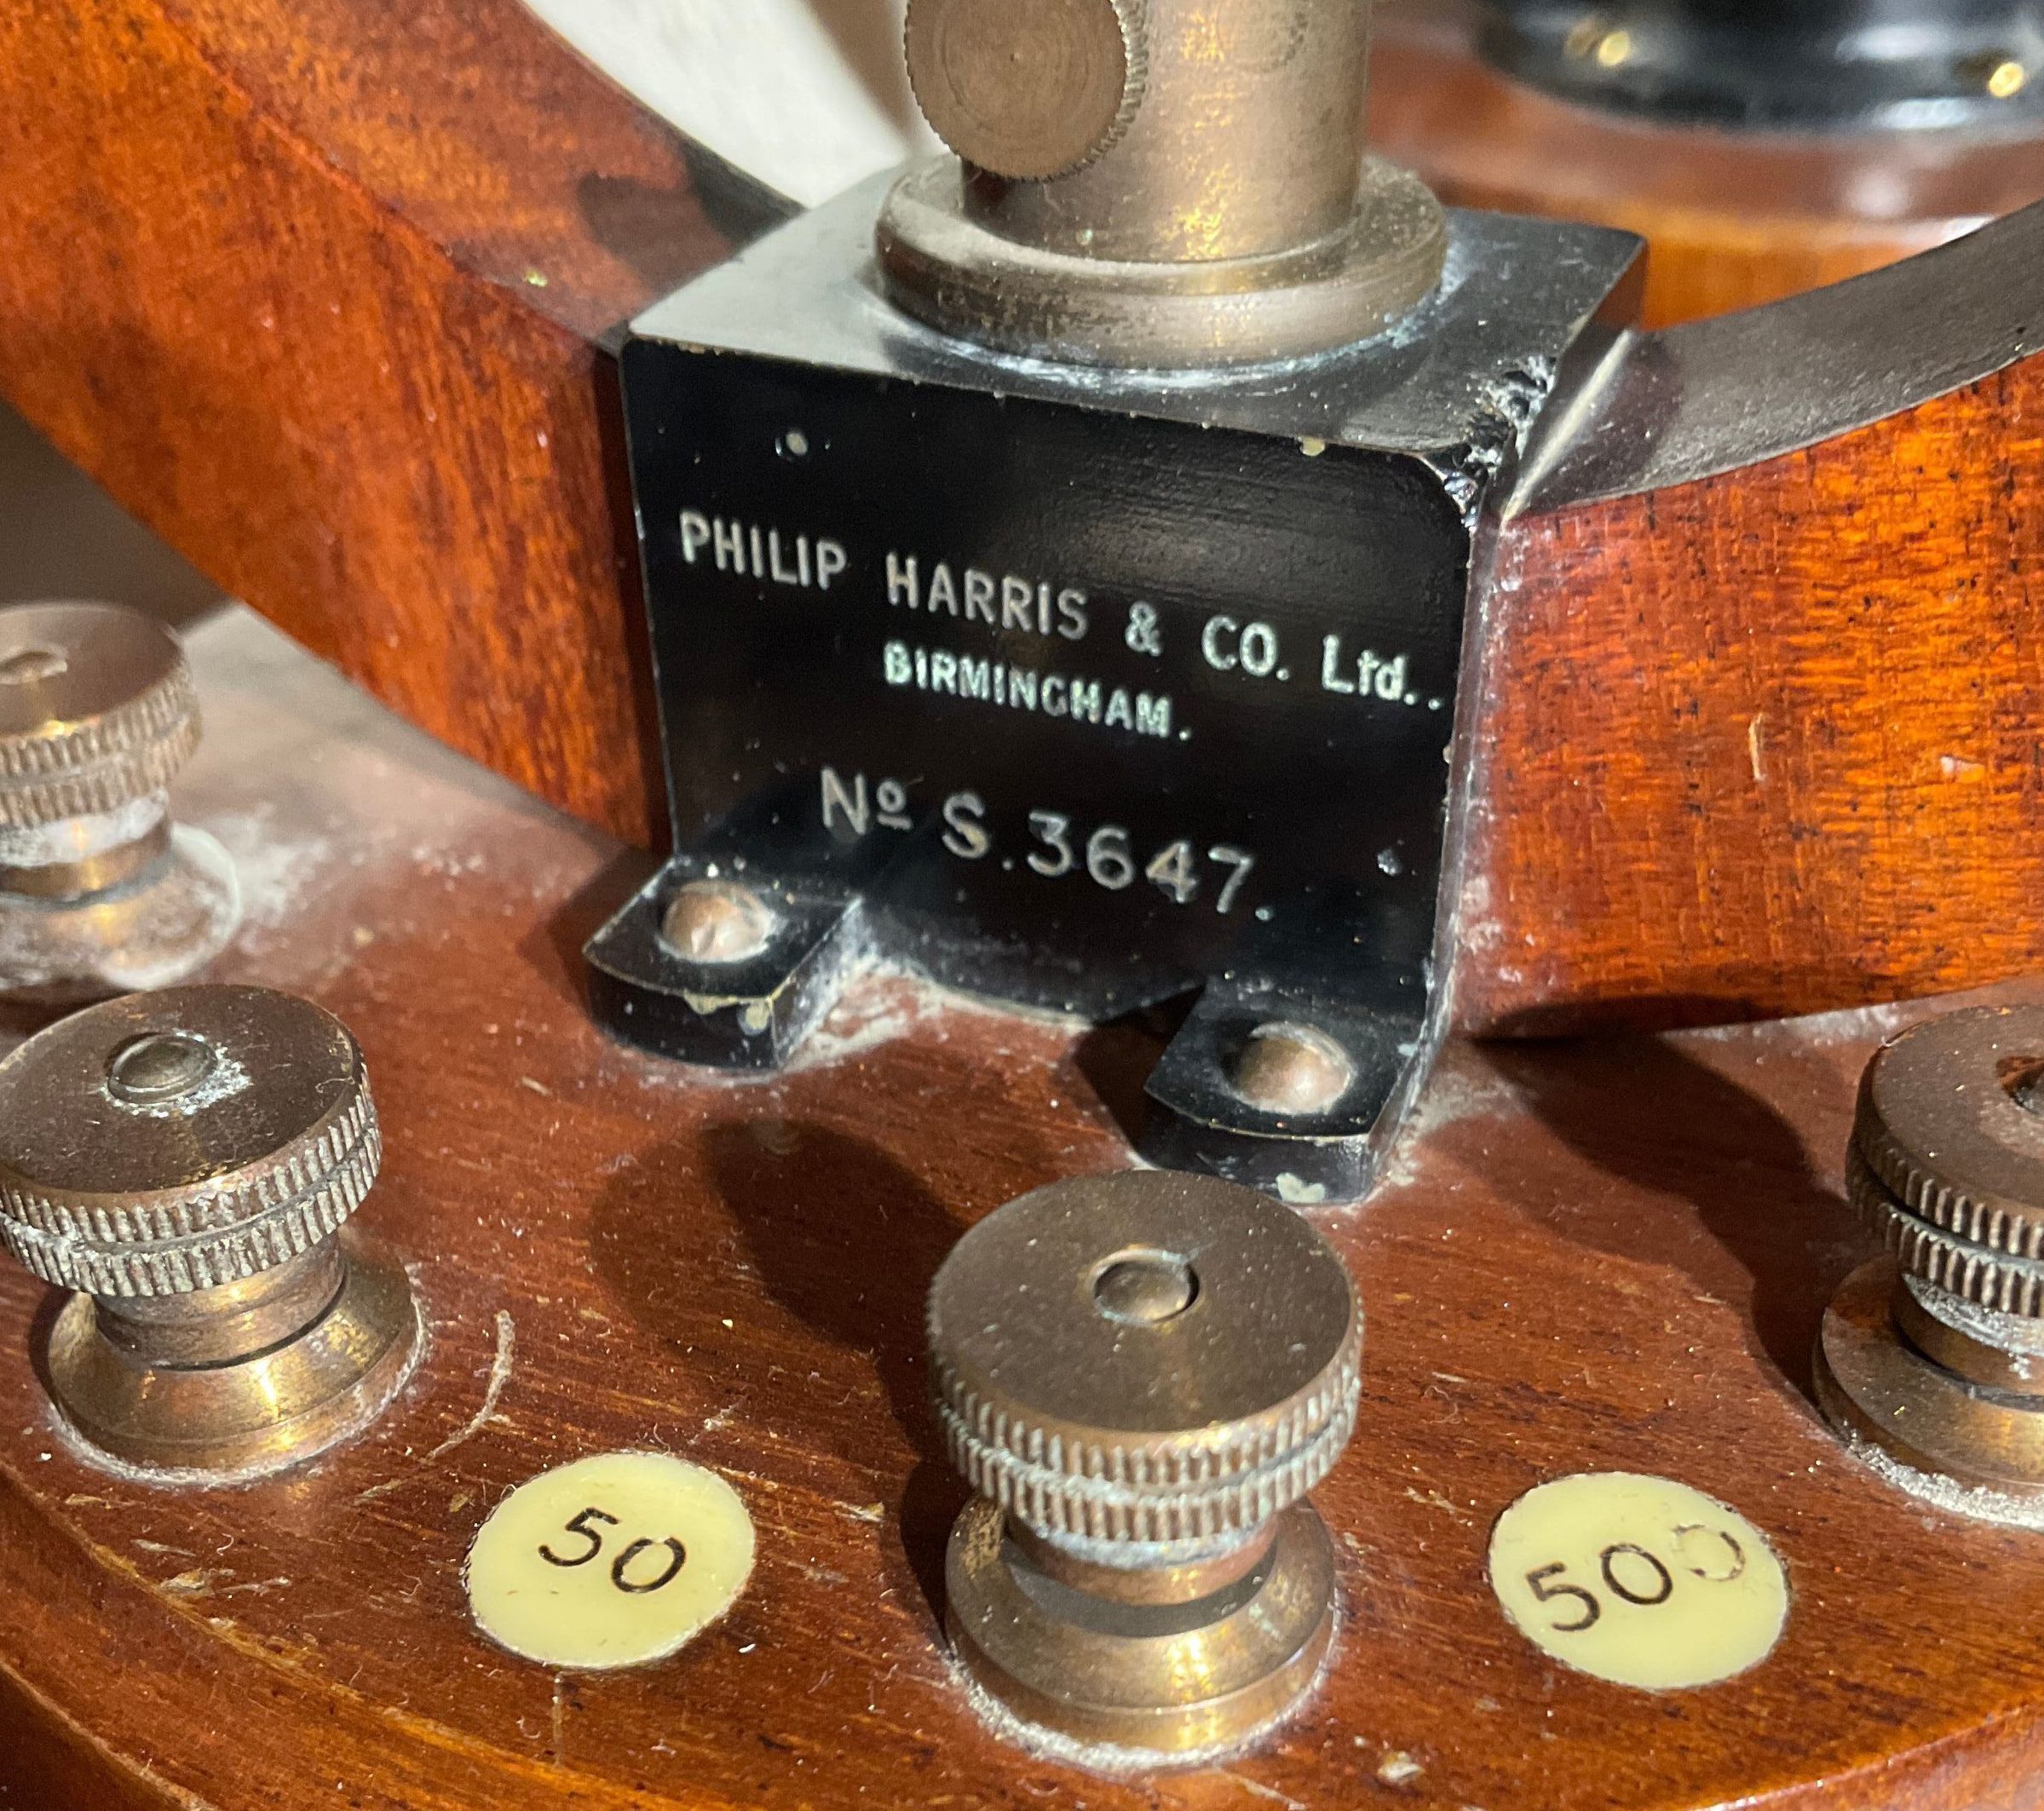 PHILIP HARRIS & CO. Ltd..
BIRMINGHAM.
Nº S.3647.
50
500